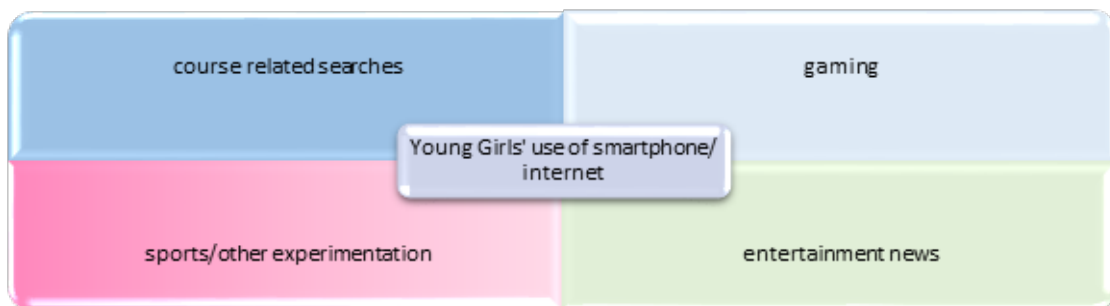 course related searches
gaming
Young Girls' use of smartphone/
internet
sports/other experimentation
entertainment news